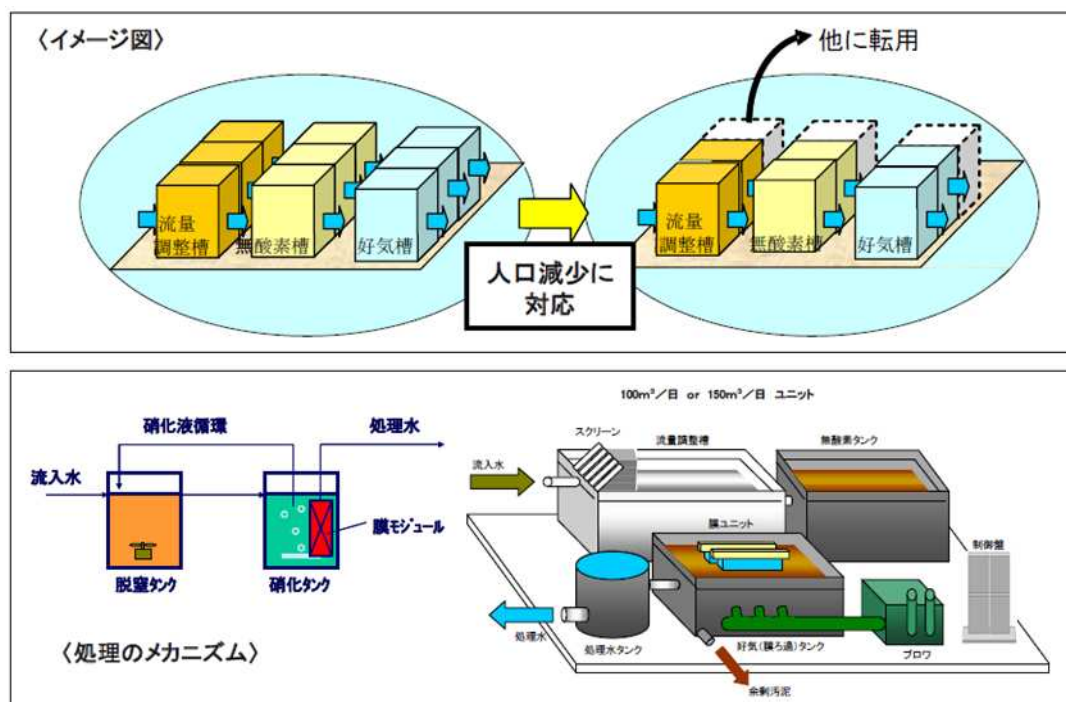 〈イメージ図〉
他に転用
流量
調整槽
無酸素槽
好気槽
流量
調整槽
無酸素槽
好気槽
人口減少に
対応
100m³/日 or 150m³/日 ユニット
硝化液循環
処理水
流入水
膜モジュール
脱窒タンク
硝化タンク
〈処理のメカニズム〉
スクリーン
流量調整槽
無酸素タンク
流入水
膜ユニット
制御盤
処理水
処理水タンク
好気(膜ろ過)タンク
ブロワ
余剰汚泥